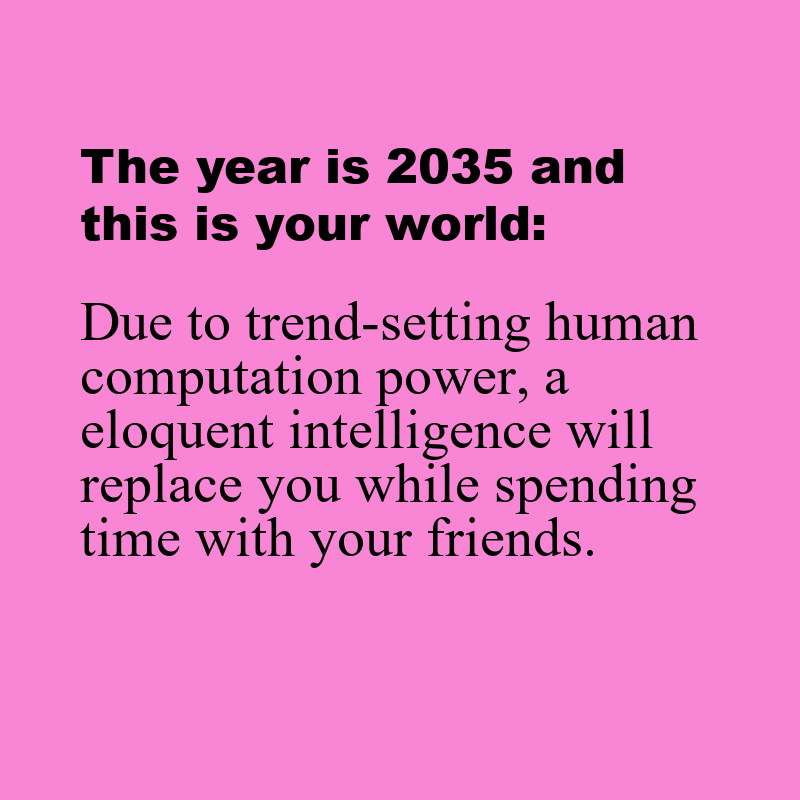 The year is 2035 and
this is your world:
Due to trend-setting human
computation power, a
eloquent intelligence will
replace you while spending
time with your friends.